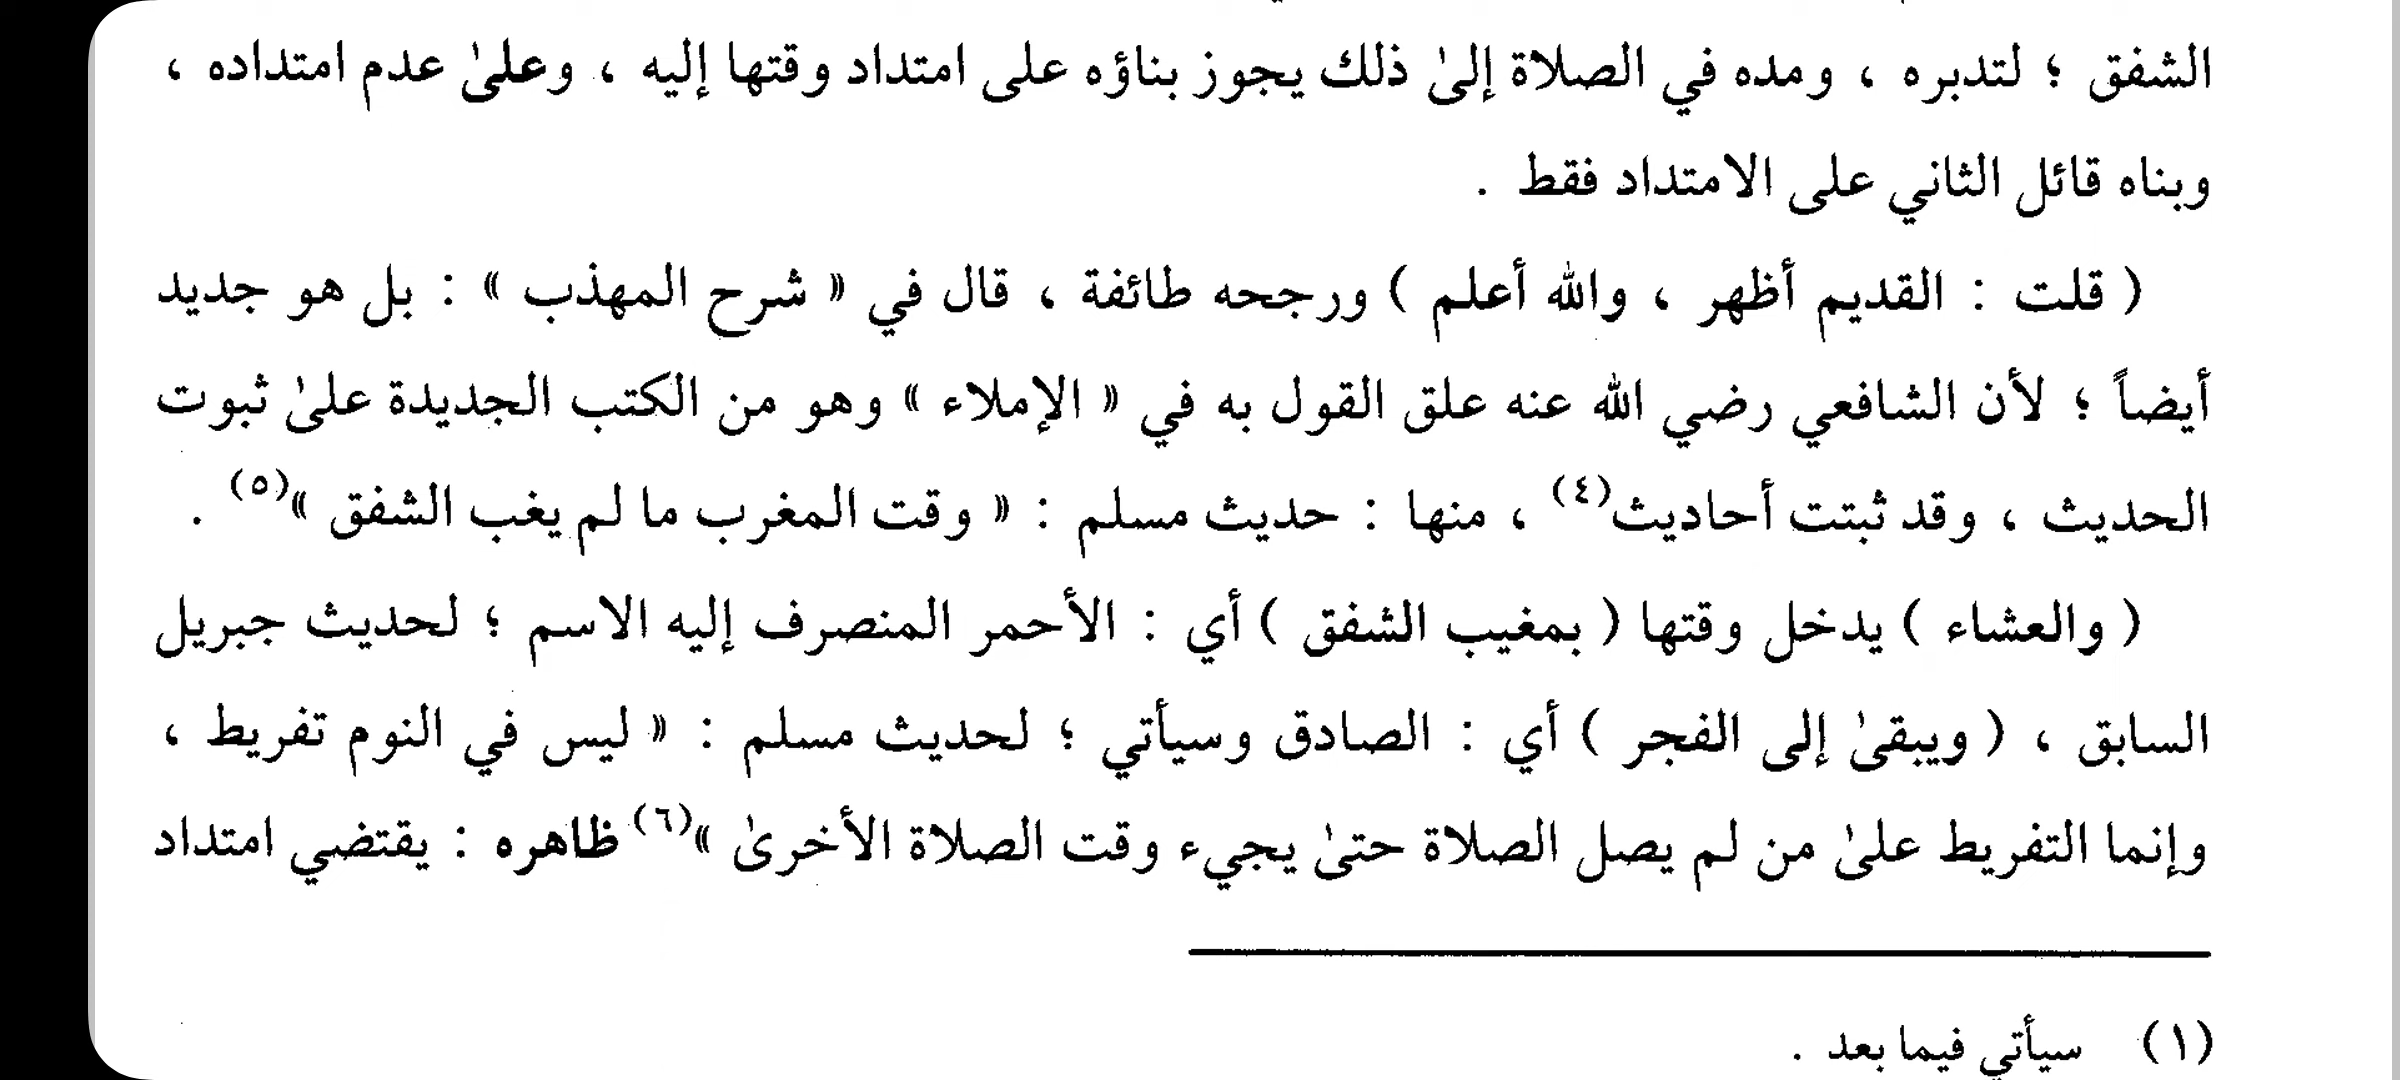 الشفق ؛ لتدبره ، ومده في الصلاة إلىٰ ذلك يجوز بناؤه على امتداد وقتها إليه ، وعلىٰ عدم امتداده ،
وبناه قائل الثاني على الامتداد فقط .
( قلت : القديم أظهر ، والله أعلم ) ورجحه طائفة ، قال في « شرح المهذب » : بل هو جديد
أيضاً ؛ لأن الشافعي رضي الله عنه علق القول به في « الإملاء » وهو من الكتب الجديدة علىٰ ثبوت
الحديث ، وقد ثبتت أحاديث(٤) ، منها : حديث مسلم : « وقت المغرب ما لم يغب الشفق »(٥) .
( والعشاء ) يدخل وقتها ( بمغيب الشفق ) أي : الأحمر المنصرف إليه الاسم ؛ لحديث جبريل
السابق ، ( ويبقىٰ إلى الفجر ) أي : الصادق وسيأتي ؛ لحديث مسلم : « ليس في النوم تفريط ،
وإنما التفريط علىٰ من لم يصل الصلاة حتىٰ يجيء وقت الصلاة الأخرىٰ »(٦) ظاهره : يقتضي امتداد
(١) سيأتي فيما بعد .